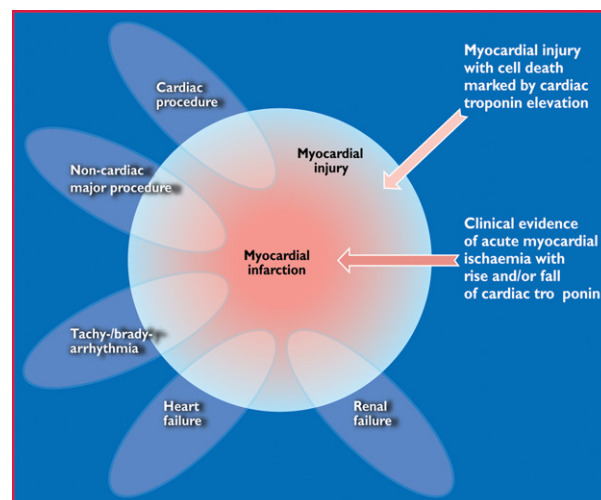 Cardiac
procedure
Myocardial injury
with cell death
marked by cardiac
troponin elevation
Myocardial
injury
Non-cardiac
major procedure
Myocardial
infarction
Clinical evidence
of acute myocardial
ischaemia with
rise and/or fall
of cardiac tro ponin
Tachy-/brady-
arrhythmia
Heart
failure
Renal
failure